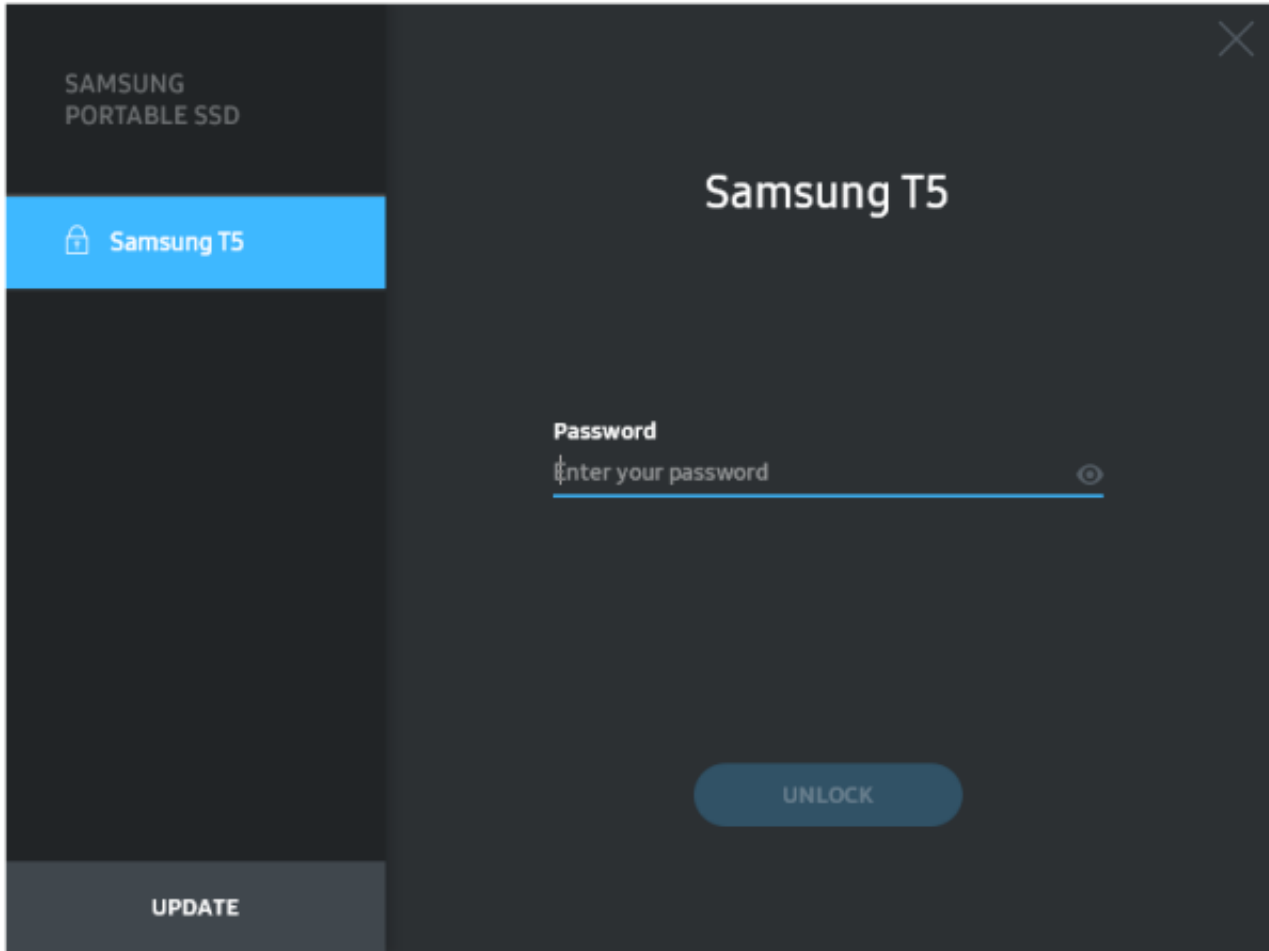 SAMSUNG
PORTABLE SSD
Samsung T5
Samsung T5
Password
Enter your password
UNLOCK
UPDATE